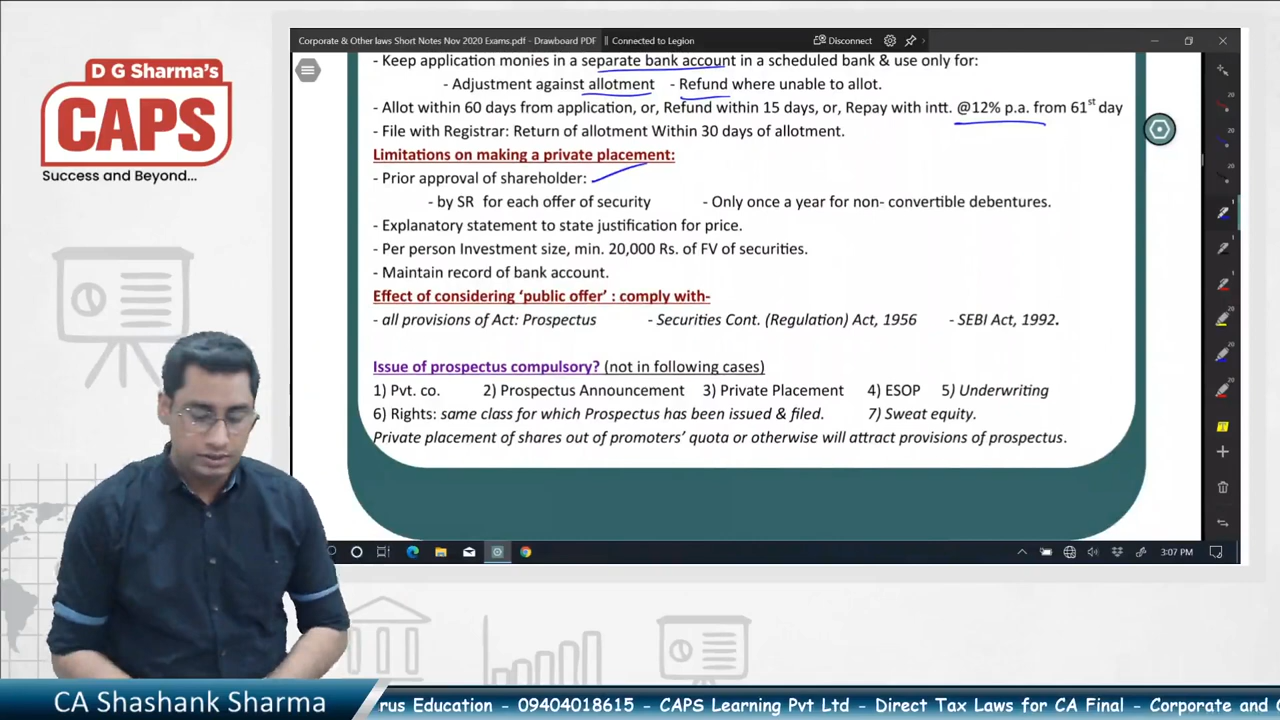 D G Sharma's
CAPS
Success and Beyond...
Corporate & Other laws Short Notes Nov 2020 Exams.pdf - Drawboard PDF
Connected to Legion
Disconnect
- Keep application monies in a separate bank account in a scheduled bank & use only for:
- Adjustment against allotment - Refund where unable to allot.
- Allot within 60 days from application, or, Refund within 15 days, or, Repay with intt. @12% p.a. from 61st day
- File with Registrar: Return of allotment Within 30 days of allotment.
Limitations on making a private placement:
- Prior approval of shareholder:
- by SR for each offer of security - Only once a year for non- convertible debentures.
- Explanatory statement to state justification for price.
- Per person Investment size, min. 20,000 Rs. of FV of securities.
- Maintain record of bank account.
Effect of considering 'public offer' : comply with-
- all provisions of Act: Prospectus - Securities Cont. (Regulation) Act, 1956 - SEBI Act, 1992.
Issue of prospectus compulsory? (not in following cases)
1) Pvt. co. 2) Prospectus Announcement 3) Private Placement 4) ESOP 5) Underwriting
6) Rights: same class for which Prospectus has been issued & filed. 7) Sweat equity.
Private placement of shares out of promoters' quota or otherwise will attract provisions of prospectus.
3:07 PM
CA Shashank Sharma
rus Education - 09404018615 - CAPS Learning Pvt Ltd - Direct Tax Laws for CA Final - Corporate and